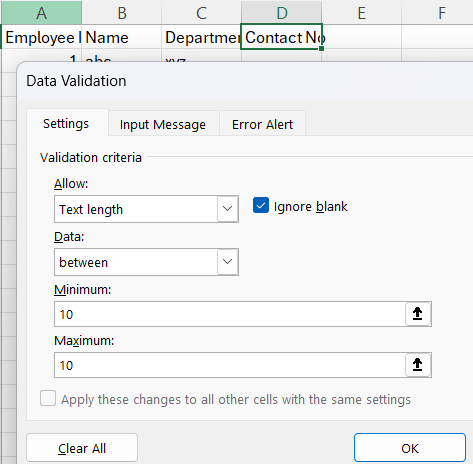 A B C D E F
Employee I Name Departmen Contact No
1 abc xyz
Data Validation
Settings Input Message Error Alert
Validation criteria
Allow:
Text length Ignore blank
Data:
between
Minimum:
10
Maximum:
10
Apply these changes to all other cells with the same settings
Clear All OK